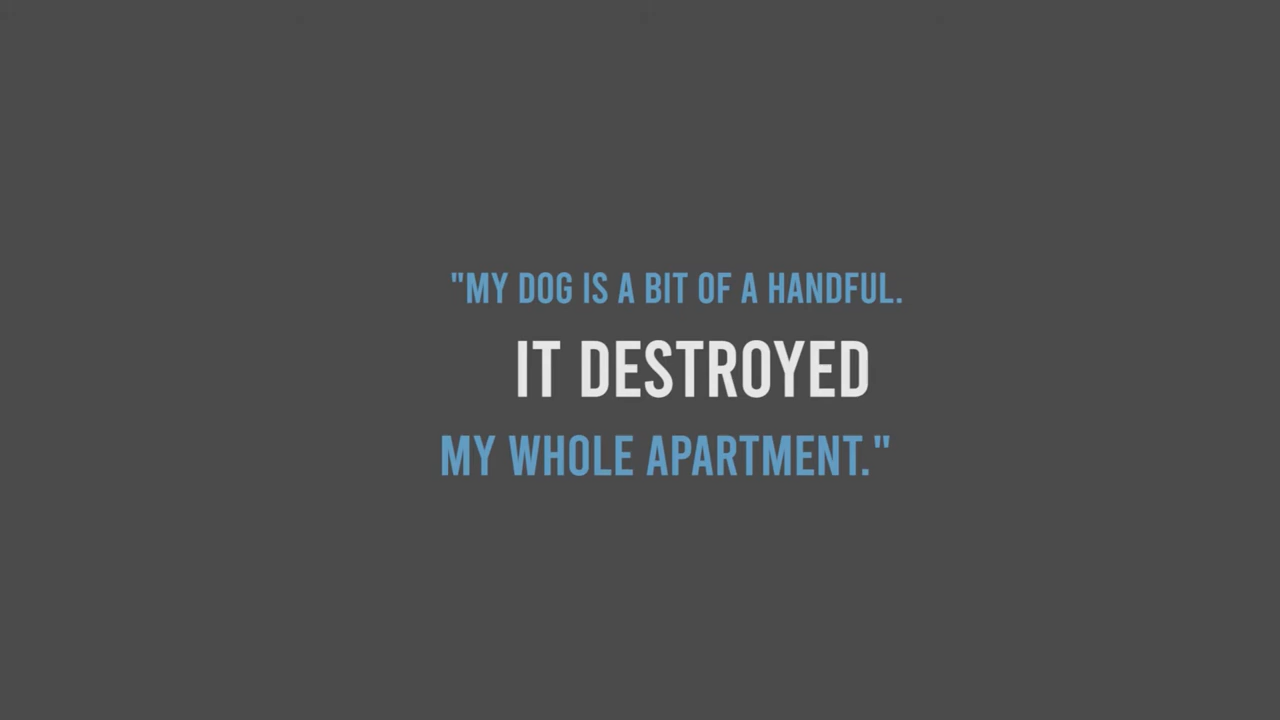 "MY DOG IS A BIT OF A HANDFUL.
IT DESTROYED
MY WHOLE APARTMENT."